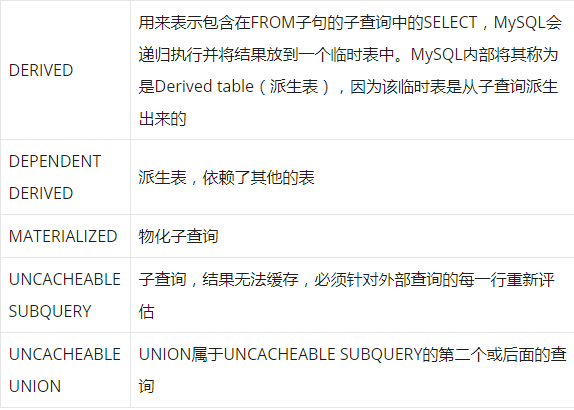 DERIVED
用来表示包含在FROM子句的子查询中的SELECT，MySQL会
递归执行并将结果放到一个临时表中。MySQL内部将其称为
是Derived table（派生表），因为该临时表是从子查询派生
出来的
DEPENDENT
DERIVED
派生表，依赖了其他的表
MATERIALIZED
物化子查询
UNCACHEABLE
SUBQUERY
子查询，结果无法缓存，必须针对外部查询的每一行重新评
估
UNCACHEABLE
UNION
UNION属于UNCACHEABLE SUBQUERY的第二个或后面的查
询